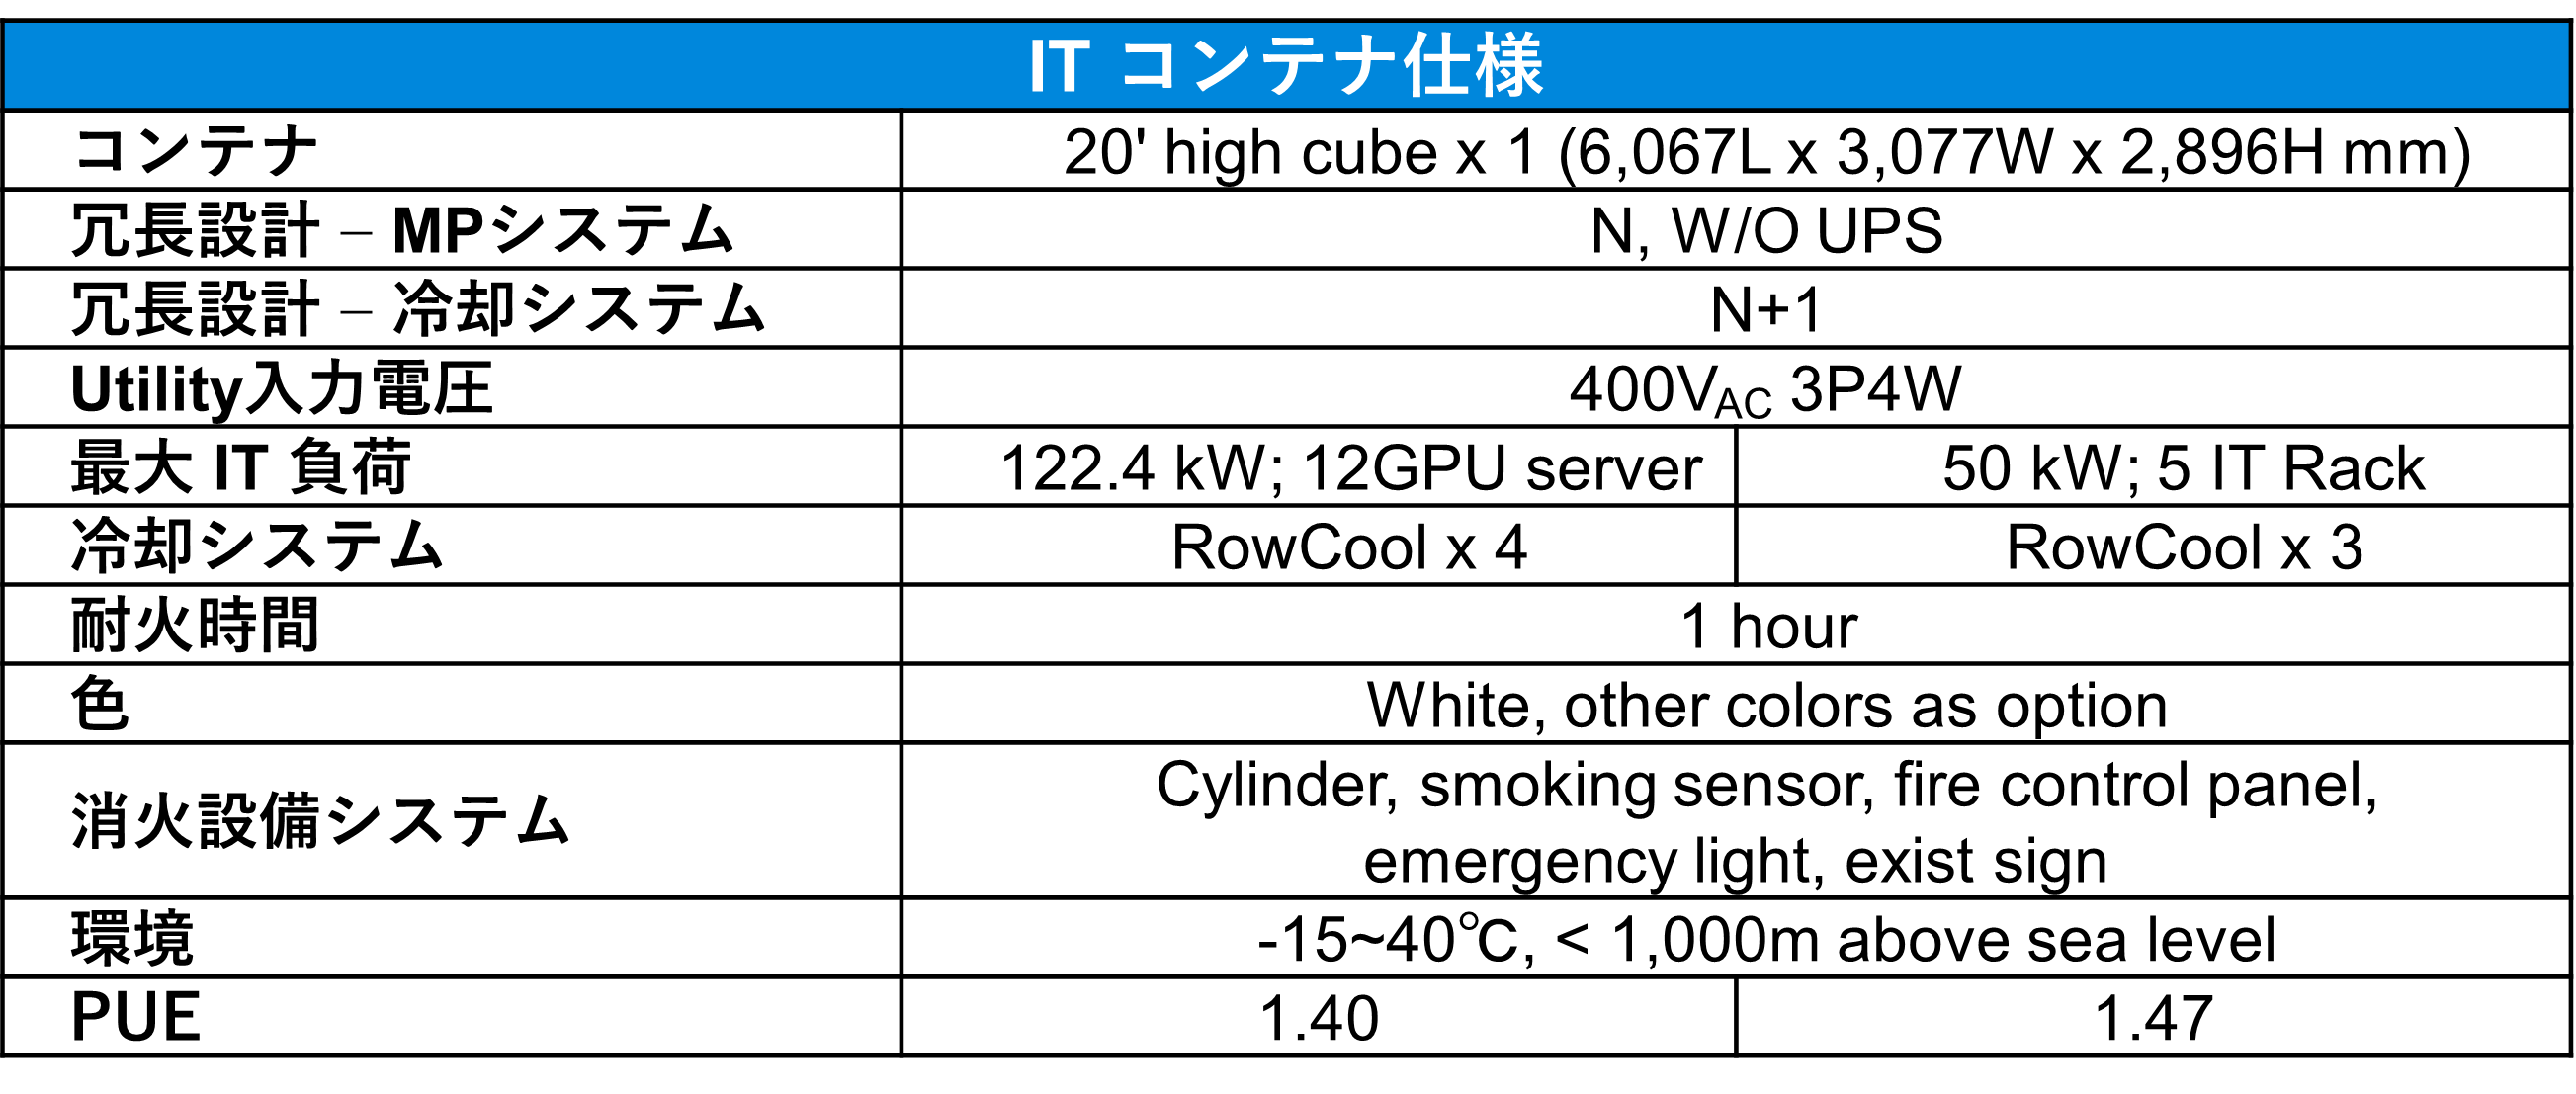 IT コンテナ仕様
コンテナ 20' high cube x 1 (6,067L x 3,077W x 2,896H mm)
冗長設計 – MPシステム N, W/O UPS
冗長設計 – 冷却システム N+1
Utility入力電圧 400VAC 3P4W
最大 IT 負荷 122.4 kW; 12GPU server 50 kW; 5 IT Rack
冷却システム RowCool x 4 RowCool x 3
耐火時間 1 hour
色 White, other colors as option
消火設備システム Cylinder, smoking sensor, fire control panel,
emergency light, exist sign
環境 -15~40℃, < 1,000m above sea level
PUE 1.40 1.47